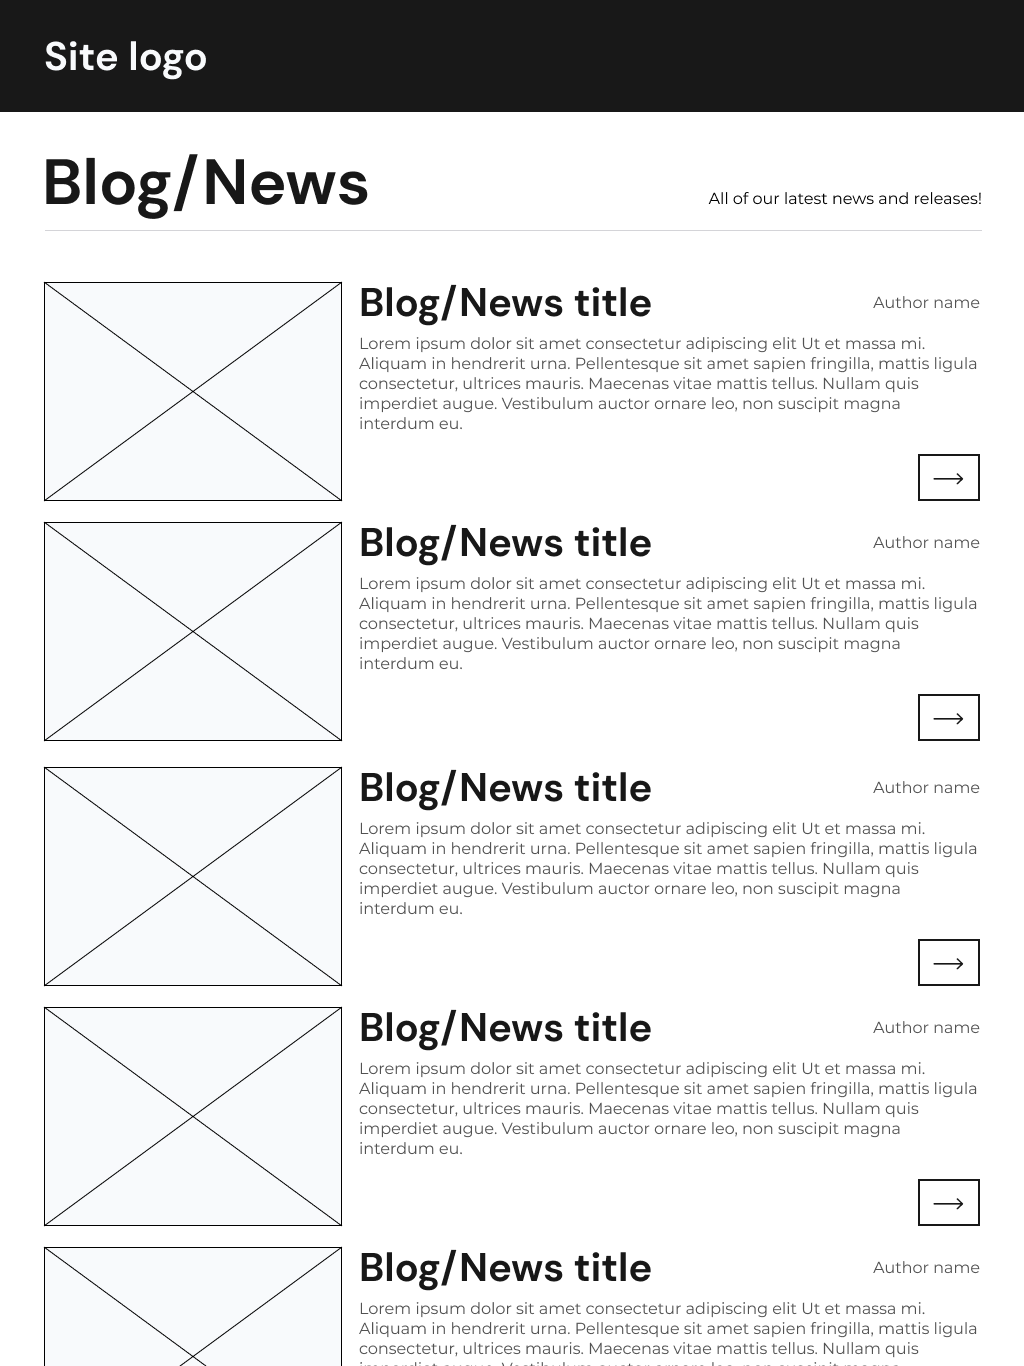 Site logo
Blog/News
All of our latest news and releases!
Blog/News title
Author name
Lorem ipsum dolor sit amet consectetur adipiscing elit Ut et massa mi.
Aliquam in hendrerit urna. Pellentesque sit amet sapien fringilla, mattis ligula
consectetur, ultrices mauris. Maecenas vitae mattis tellus. Nullam quis
imperdiet augue. Vestibulum auctor ornare leo, non suscipit magna
interdum eu.
Blog/News title
Author name
Lorem ipsum dolor sit amet consectetur adipiscing elit Ut et massa mi.
Aliquam in hendrerit urna. Pellentesque sit amet sapien fringilla, mattis ligula
consectetur, ultrices mauris. Maecenas vitae mattis tellus. Nullam quis
imperdiet augue. Vestibulum auctor ornare leo, non suscipit magna
interdum eu.
Blog/News title
Author name
Lorem ipsum dolor sit amet consectetur adipiscing elit Ut et massa mi.
Aliquam in hendrerit urna. Pellentesque sit amet sapien fringilla, mattis ligula
consectetur, ultrices mauris. Maecenas vitae mattis tellus. Nullam quis
imperdiet augue. Vestibulum auctor ornare leo, non suscipit magna
interdum eu.
Blog/News title
Author name
Lorem ipsum dolor sit amet consectetur adipiscing elit Ut et massa mi.
Aliquam in hendrerit urna. Pellentesque sit amet sapien fringilla, mattis ligula
consectetur, ultrices mauris. Maecenas vitae mattis tellus. Nullam quis
imperdiet augue. Vestibulum auctor ornare leo, non suscipit magna
interdum eu.
Blog/News title
Author name
Lorem ipsum dolor sit amet consectetur adipiscing elit Ut et massa mi.
Aliquam in hendrerit urna. Pellentesque sit amet sapien fringilla, mattis ligula
consectetur, ultrices mauris. Maecenas vitae mattis tellus. Nullam quis